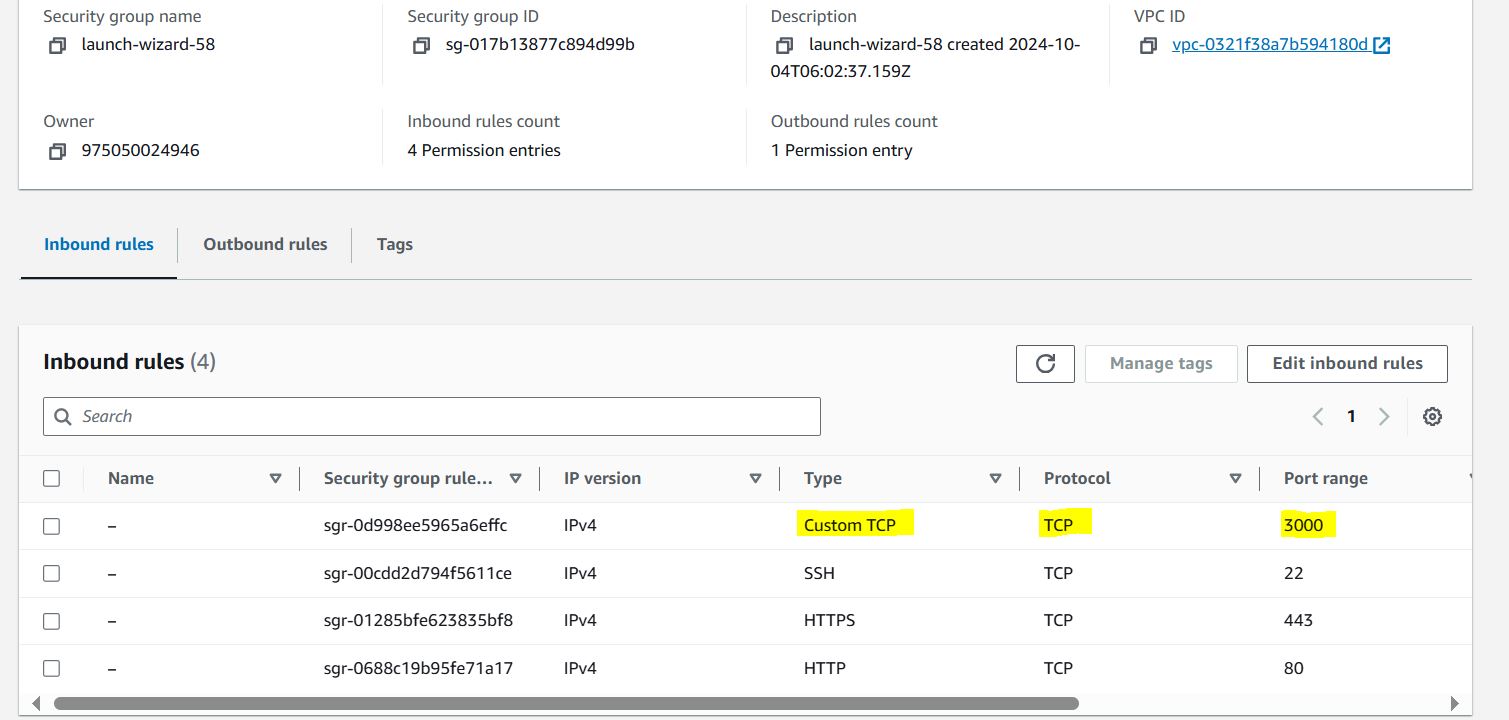 Security group name Security group ID Description VPC ID
launch-wizard-58 sg-017b13877c894d99b launch-wizard-58 created 2024-10- vpc-0321f38a7b594180d
04T06:02:37.159Z
Owner Inbound rules count Outbound rules count
975050024946 4 Permission entries 1 Permission entry
Inbound rules Outbound rules Tags
Inbound rules (4) Manage tags Edit inbound rules
Search 1
Name Security group rule... IP version Type Protocol Port range
– sgr-0d998ee5965a6effc IPv4 Custom TCP TCP 3000
– sgr-00cdd2d794f5611ce IPv4 SSH TCP 22
– sgr-01285bfe623835bf8 IPv4 HTTPS TCP 443
– sgr-0688c19b95fe71a17 IPv4 HTTP TCP 80